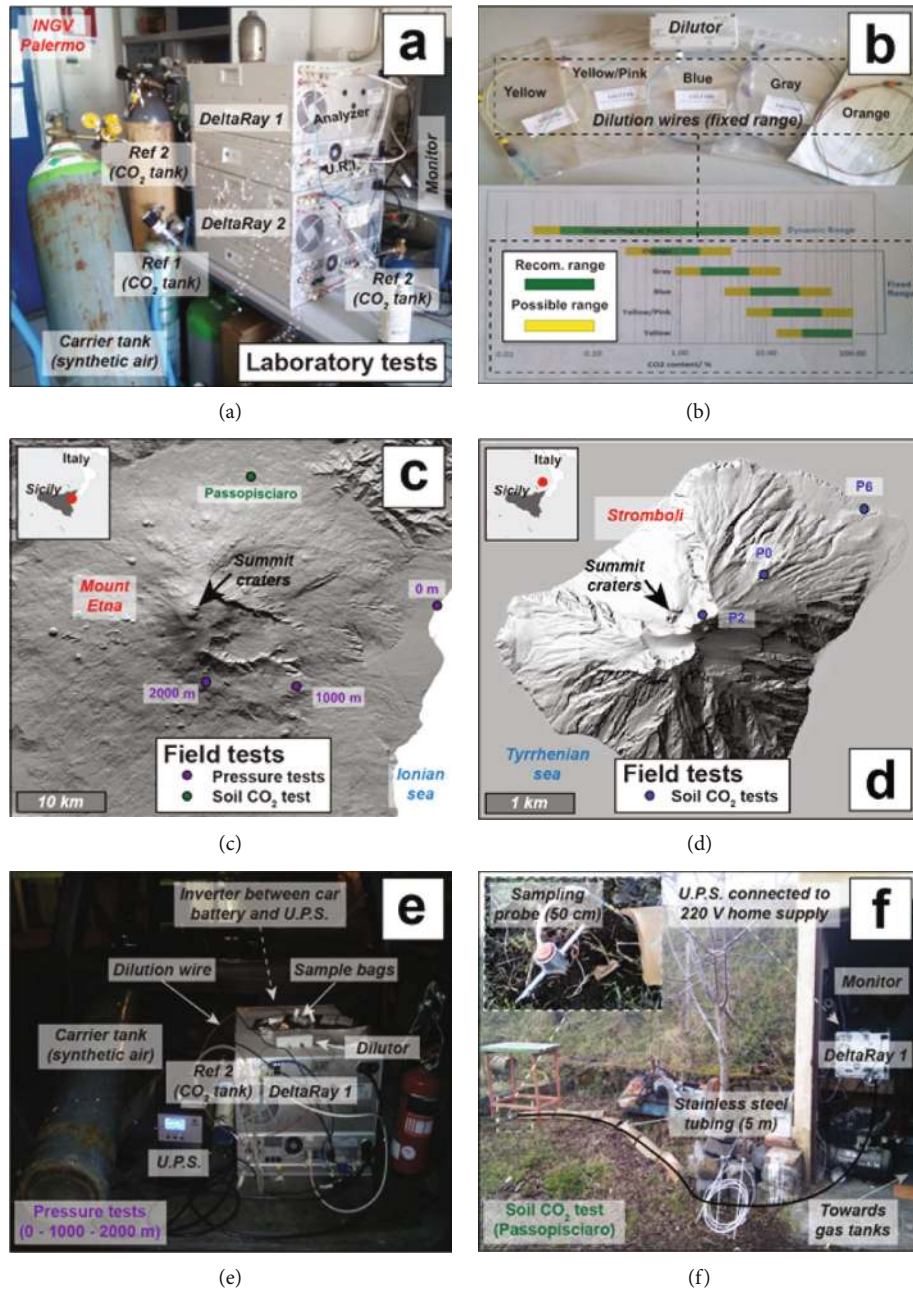 INGV
Palermo
a
DeltaRay 1
Analyzer
Ref 2
(CO2 tank)
U.R.I.
Monitor
DeltaRay 2
Ref 1
(CO2 tank)
Ref 2
(CO2 tank)
Carrier tank
(synthetic air)
Laboratory tests
(a)
b
Dilutor
Yellow
Yellow/Pink
Blue
Gray
Orange
Dilution wires (fixed range)
Dynamic Range
Recom. range
Possible range
Gray
Blue
Yellow/Pink
Yellow
Fixed
Range
0.01
0.10
1.00
10.00
100.00
CO2 content/ %
(b)
c
Italy
Sicily
Passopisciaro
Summit
craters
Mount
Etna
0 m
2000 m
1000 m
Field tests
Pressure tests
Soil CO2 test
Ionian
sea
10 km
(c)
Italy
Sicily
P6
Stromboli
P0
Summit
craters
P2
Tyrrhenian
sea
Field tests
Soil CO2 tests
1 km
d
(d)
e
Inverter between car
battery and U.P.S.
Dilution wire
Sample bags
Carrier tank
(synthetic air)
Dilutor
Ref 2
(CO2 tank)
DeltaRay 1
U.P.S.
Pressure tests
(0 - 1000 - 2000 m)
(e)
f
Sampling
probe (50 cm)
U.P.S. connected to
220 V home supply
Monitor
DeltaRay 1
Stainless steel
tubing (5 m)
Soil CO2 test
(Passopisciaro)
Towards
gas tanks
(f)